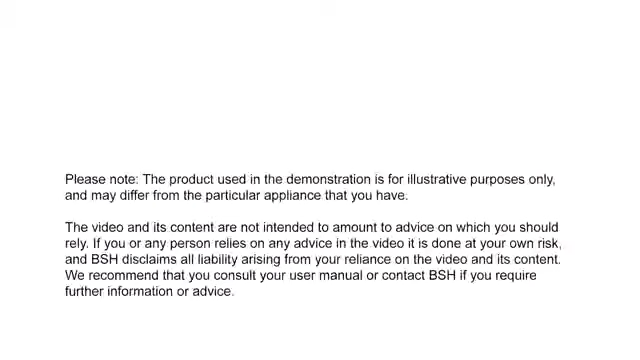 Please note: The product used in the demonstration is for illustrative purposes only,
and may differ from the particular appliance that you have.
The video and its content are not intended to amount to advice on which you should
rely. If you or any person relies on any advice in the video it is done at your own risk,
and BSH disclaims all liability arising from your reliance on the video and its content.
We recommend that you consult your user manual or contact BSH if you require
further information or advice.